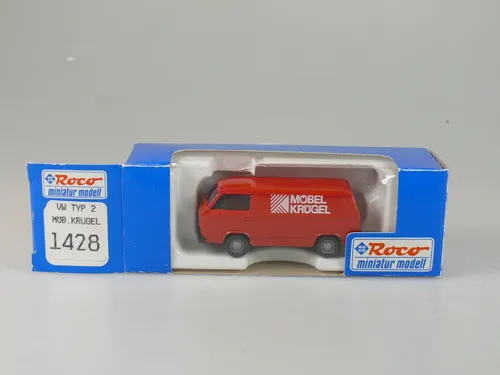 Roco
miniatur modell
VW TYP 2
MÖB.KRÜGEL
1428
MÖBEL
KRÜGEL
Roco
miniatur modell